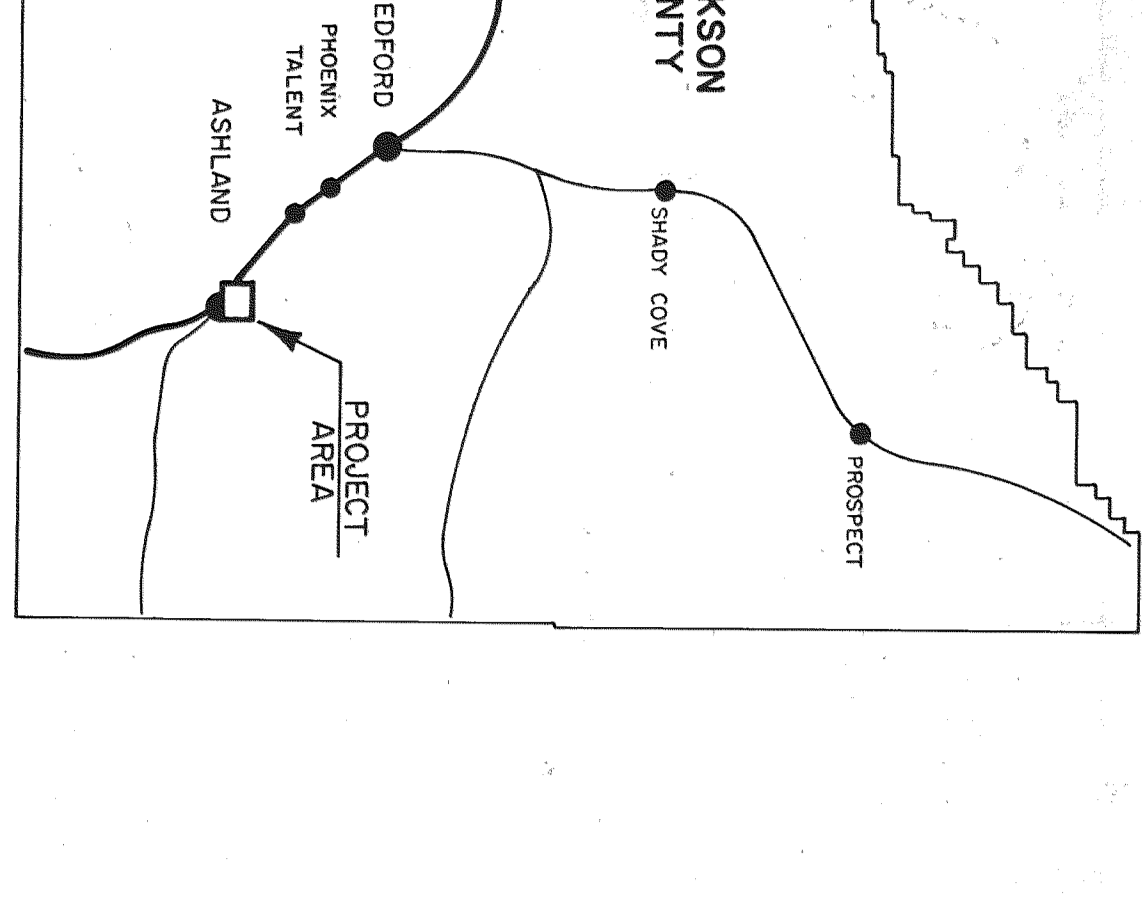 KSON
NTY
PROSPECT
SHADY COVE
EDFORD
PHOENIX
TALENT
ASHLAND
PROJECT
AREA